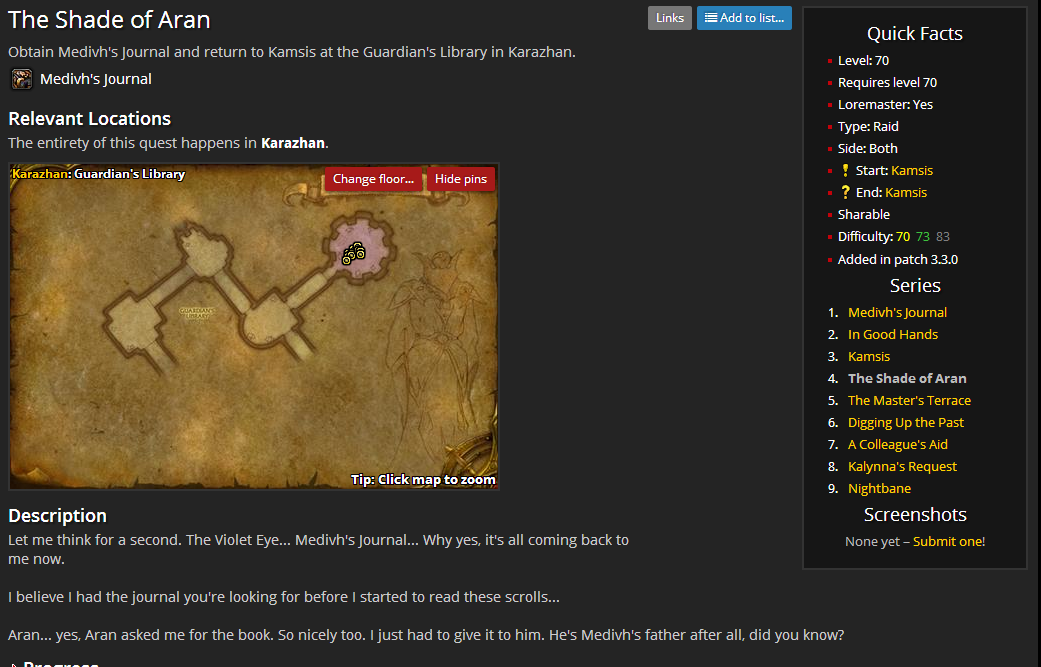 The Shade of Aran
Links
Add to list...
Obtain Medivh's Journal and return to Kamsis at the Guardian's Library in Karazhan.
Medivh's Journal
Relevant Locations
The entirety of this quest happens in Karazhan.
Karazhan: Guardian's Library
Change floor...
Hide pins
GUARDIAN'S
LIBRARY
Tip: Click map to zoom
Description
Let me think for a second. The Violet Eye... Medivh's Journal... Why yes, it's all coming back to
me now.
I believe I had the journal you're looking for before I started to read these scrolls...
Aran... yes, Aran asked me for the book. So nicely too. I just had to give it to him. He's Medivh's father after all, did you know?
Progress
Quick Facts
Level: 70
Requires level 70
Loremaster: Yes
Type: Raid
Side: Both
Start: Kamsis
End: Kamsis
Sharable
Difficulty: 70 73 83
Added in patch 3.3.0
Series
1. Medivh's Journal
2. In Good Hands
3. Kamsis
4. The Shade of Aran
5. The Master's Terrace
6. Digging Up the Past
7. A Colleague's Aid
8. Kalynna's Request
9. Nightbane
Screenshots
None yet – Submit one!